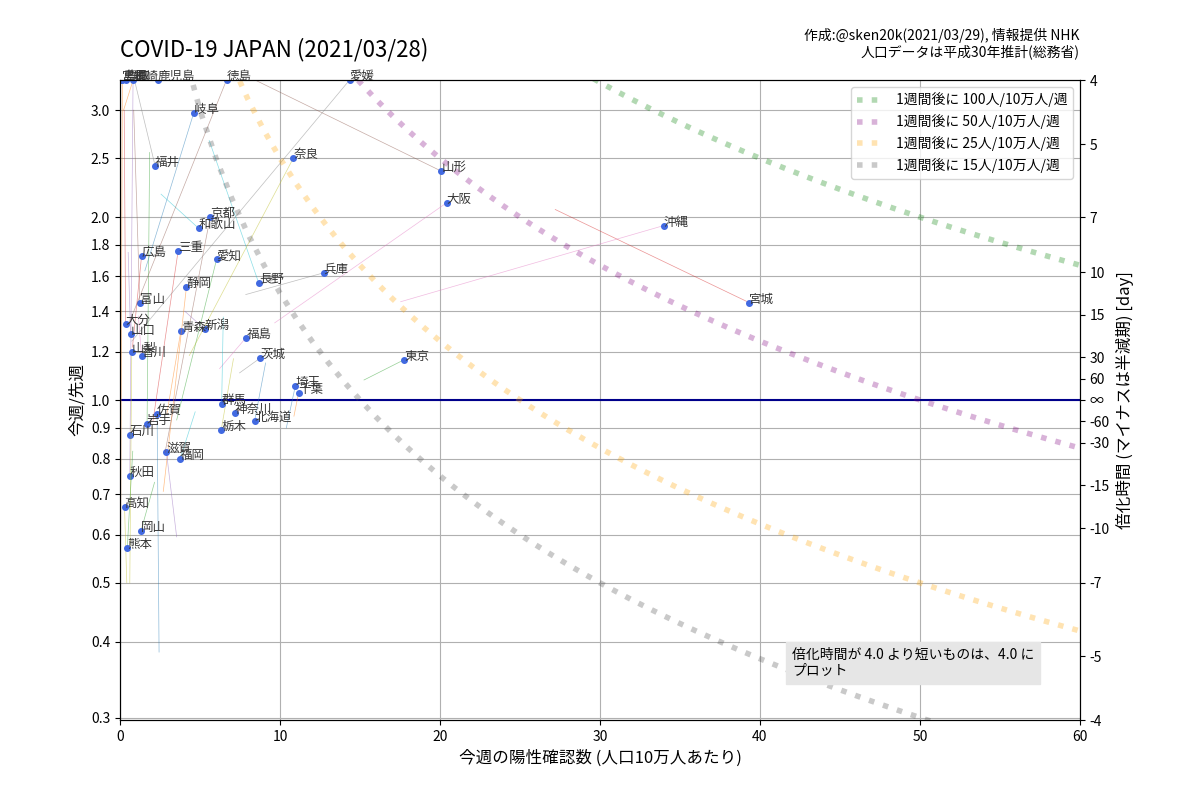 COVID-19 JAPAN (2021/03/28)
作成:@sken20k(2021/03/29), 情報提供 NHK
人口データは平成30年推計(総務省)
鹿児島
徳島
愛媛
4
1週間後に 100人/10万人/週
1週間後に 50人/10万人/週
1週間後に 25人/10万人/週
1週間後に 15人/10万人/週
3.0
岐阜
5
2.5
奈良
福井
山形
大阪
2.0
京都
和歌山
沖縄
7
1.8
三重
広島
愛知
1.6
兵庫
長野
静岡
10
富山
宮城
1.4
大分
青森
新潟
15
山口
福島
1.2
山梨
香川
茨城
東京
30
埼玉
千葉
60
1.0
群馬
∞
佐賀
神奈川
岩手
北海道
-60
0.9
石川
栃木
-30
滋賀
福岡
0.8
秋田
-15
0.7
高知
岡山
-10
0.6
熊本
0.5
-7
0.4
-5
倍化時間が 4.0 より短いものは、4.0 に
プロット
0.3
-4
今週/先週
倍化時間 (マイナスは半減期) [day]
0 10 20 30 40 50 60
今週の陽性確認数 (人口10万人あたり)